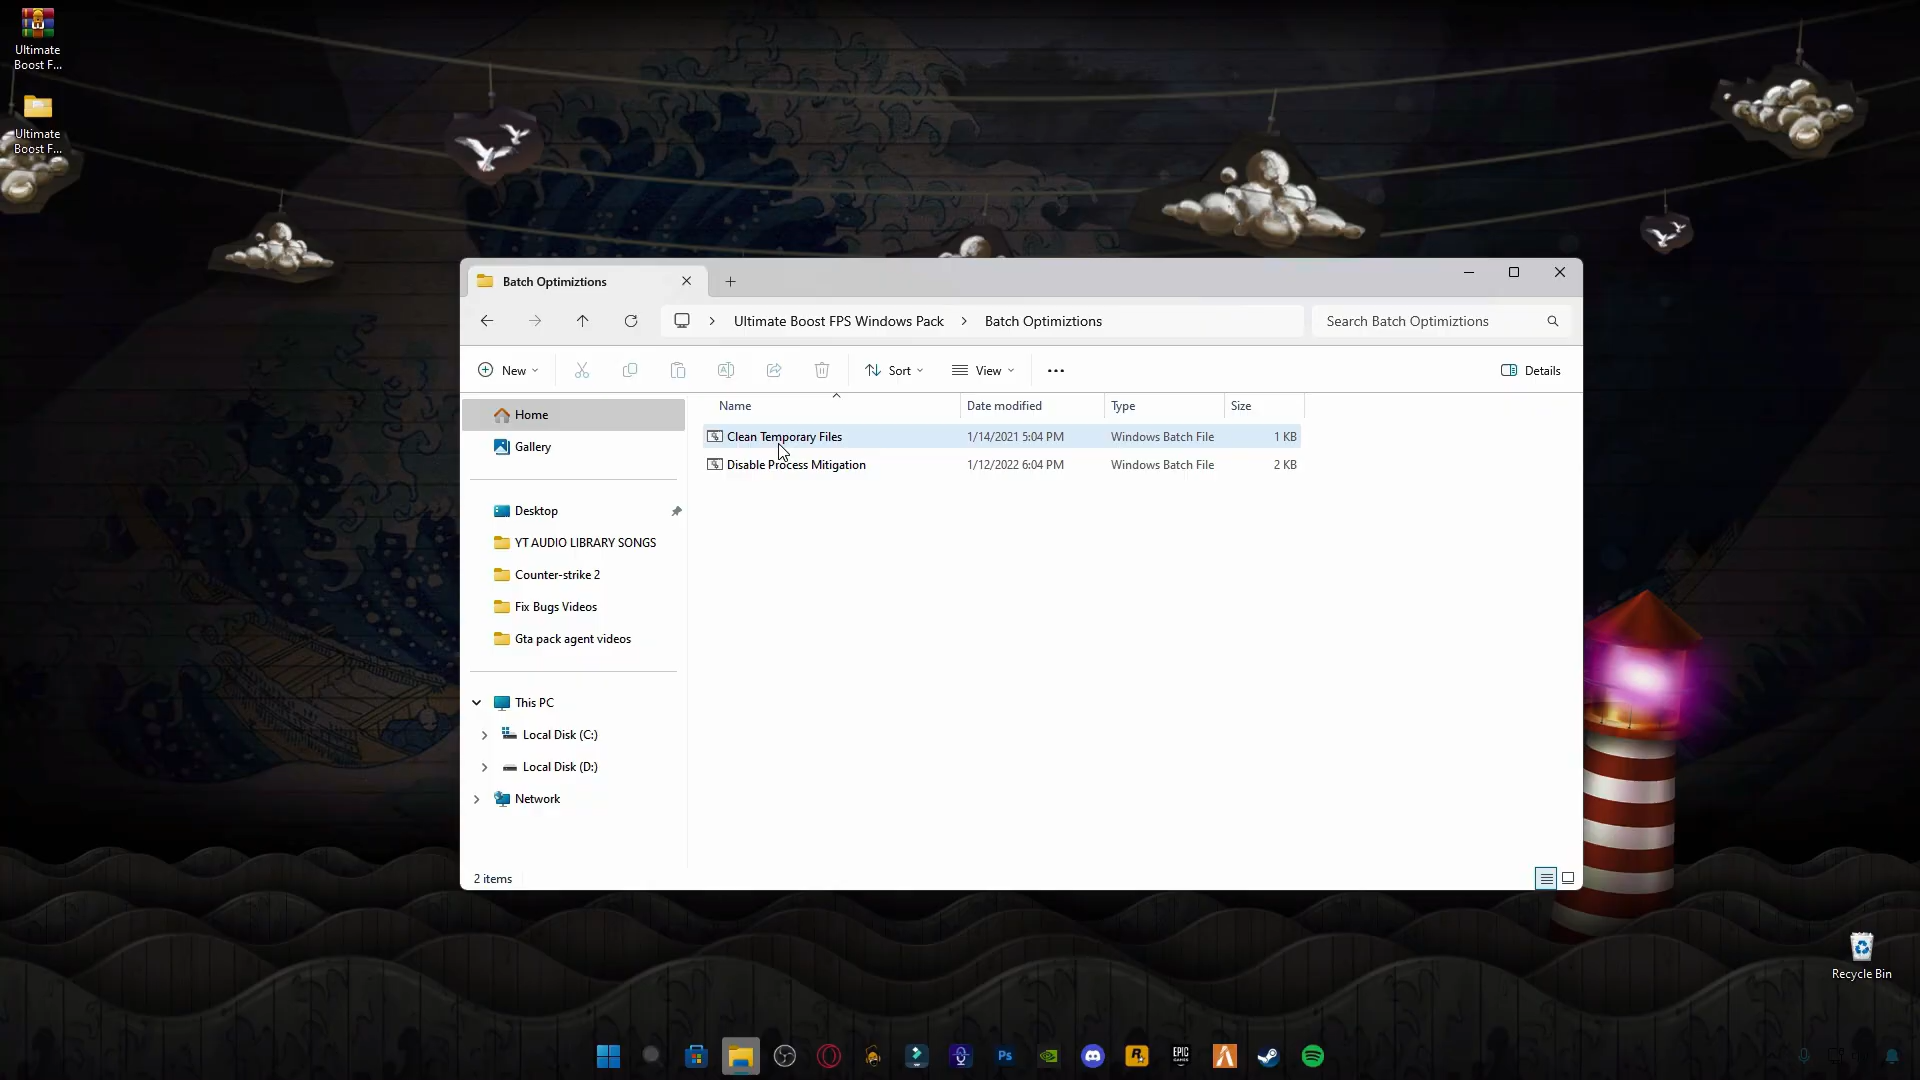 Ultimate
Boost F...
Ultimate
Boost F...
Batch Optimiztions
Ultimate Boost FPS Windows Pack
Batch Optimiztions
Search Batch Optimiztions
New
Sort
View
Details
Home
Gallery
Desktop
YT AUDIO LIBRARY SONGS
Counter-strike 2
Fix Bugs Videos
Gta pack agent videos
This PC
Local Disk (C:)
Local Disk (D:)
Network
Name Date modified Type Size
Clean Temporary Files 1/14/2021 5:04 PM Windows Batch File 1 KB
Disable Process Mitigation 1/12/2022 6:04 PM Windows Batch File 2 KB
2 items
Recycle Bin
Ps
R
EPIC
GAMES